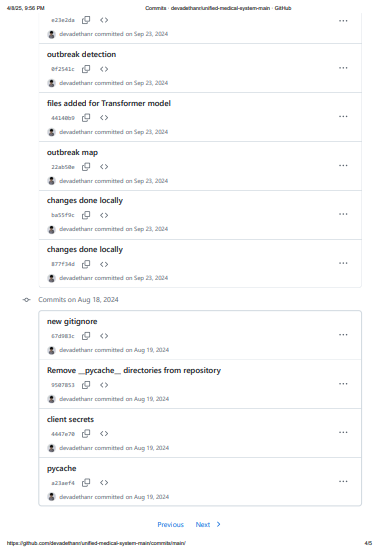 4/8/25, 9:56 PM Commits · devadethanr/unified-medical-system-main · GitHub
e23e2da
devadethanr committed on Sep 23, 2024
outbreak detection
0f2541c
devadethanr committed on Sep 23, 2024
files added for Transformer model
44140b9
devadethanr committed on Sep 23, 2024
outbreak map
22ab50e
devadethanr committed on Sep 23, 2024
changes done locally
ba55f9c
devadethanr committed on Sep 23, 2024
changes done locally
877f34d
devadethanr committed on Sep 23, 2024
Commits on Aug 18, 2024
new gitignore
67d983c
devadethanr committed on Aug 19, 2024
Remove __pycache__ directories from repository
9507853
devadethanr committed on Aug 19, 2024
client secrets
4447e70
devadethanr committed on Aug 19, 2024
pycache
a23aef4
devadethanr committed on Aug 19, 2024
Previous Next
https://github.com/devadethanr/unified-medical-system-main/commits/main/ 4/5